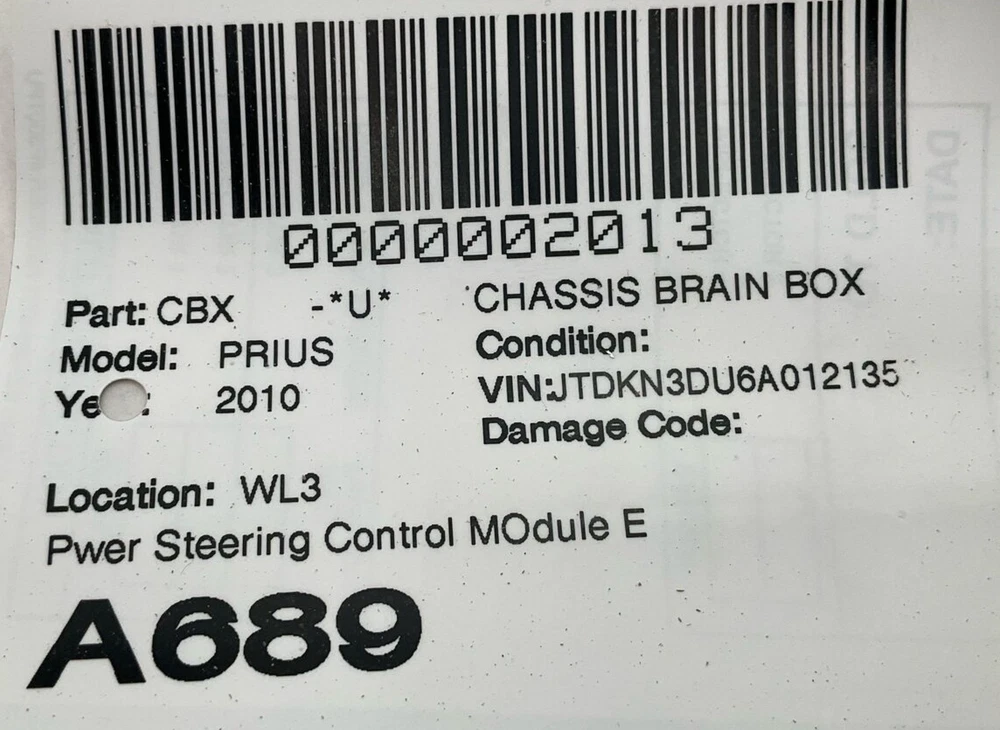 0000002013
Part: CBX -*U* CHASSIS BRAIN BOX
Model: PRIUS Condition:
2010 VIN:JTDKN3DU6A012135
Damage Code:
Location: WL3
Pwer Steering Control MOdule E
A689
DATE: